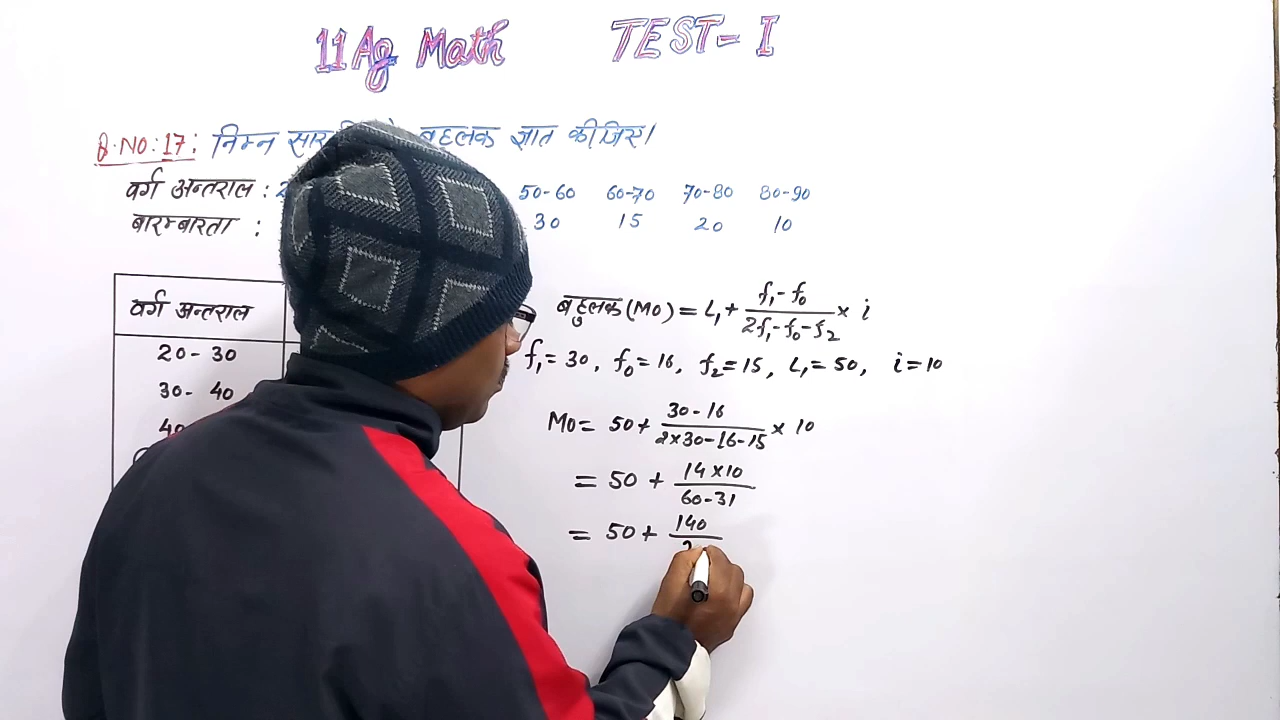 11 Ag Math TEST= I
Q.NO: 17: निम्न बहुलक ज्ञात कीजिए।
वर्ग अन्तराल : 50-60 60-70 70-80 80-90
बारम्बारता : 30 15 20 10
वर्ग अन्तराल
20-30
30-40
बहुलक (Mo) = L₁ + (f₁-f₀)/(2f₁-f₀-f₂) × i
f₁=30, f₀=16, f₂=15, L₁=50, i=10
Mo= 50+ (30-16)/(2×30-16-15) × 10
= 50 + (14×10)/(60-31)
= 50+ 140